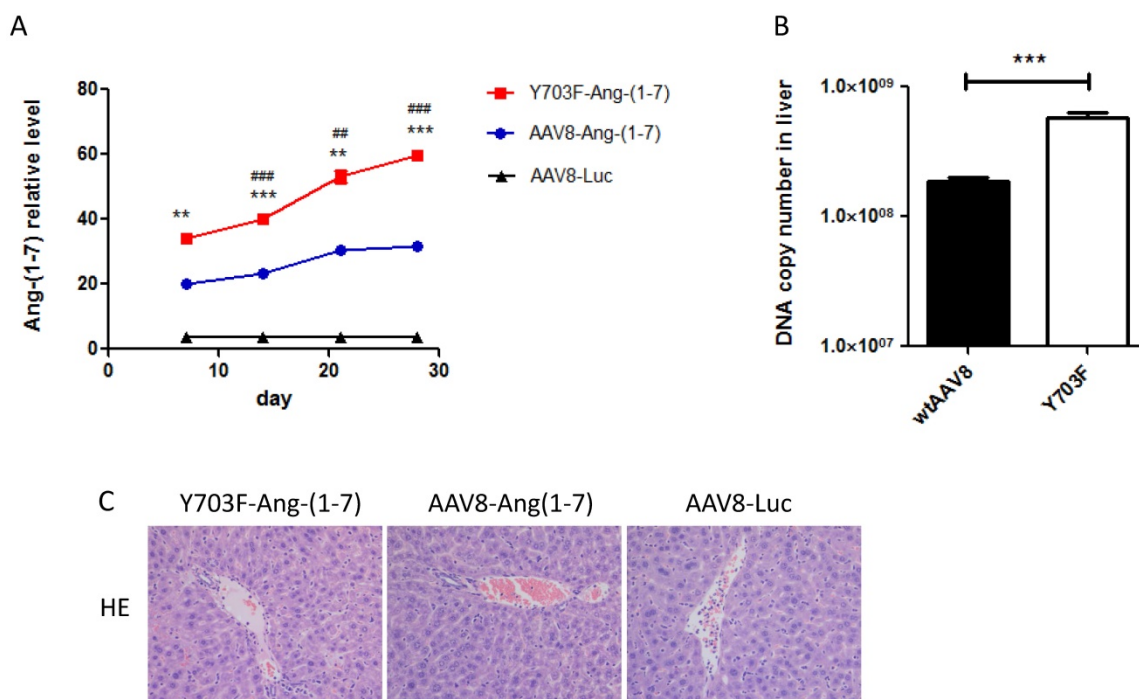 A
Ang-(1-7) relative level
80
60
40
20
0
0 10 20 30
day
** ### *** ## ** ### ***
Y703F-Ang-(1-7)
AAV8-Ang-(1-7)
AAV8-Luc
B
***
DNA copy number in liver
1.0×10⁰⁹
1.0×10⁰⁸
1.0×10⁰⁷
wtAAV8 Y703F
C
Y703F-Ang-(1-7) AAV8-Ang(1-7) AAV8-Luc
HE